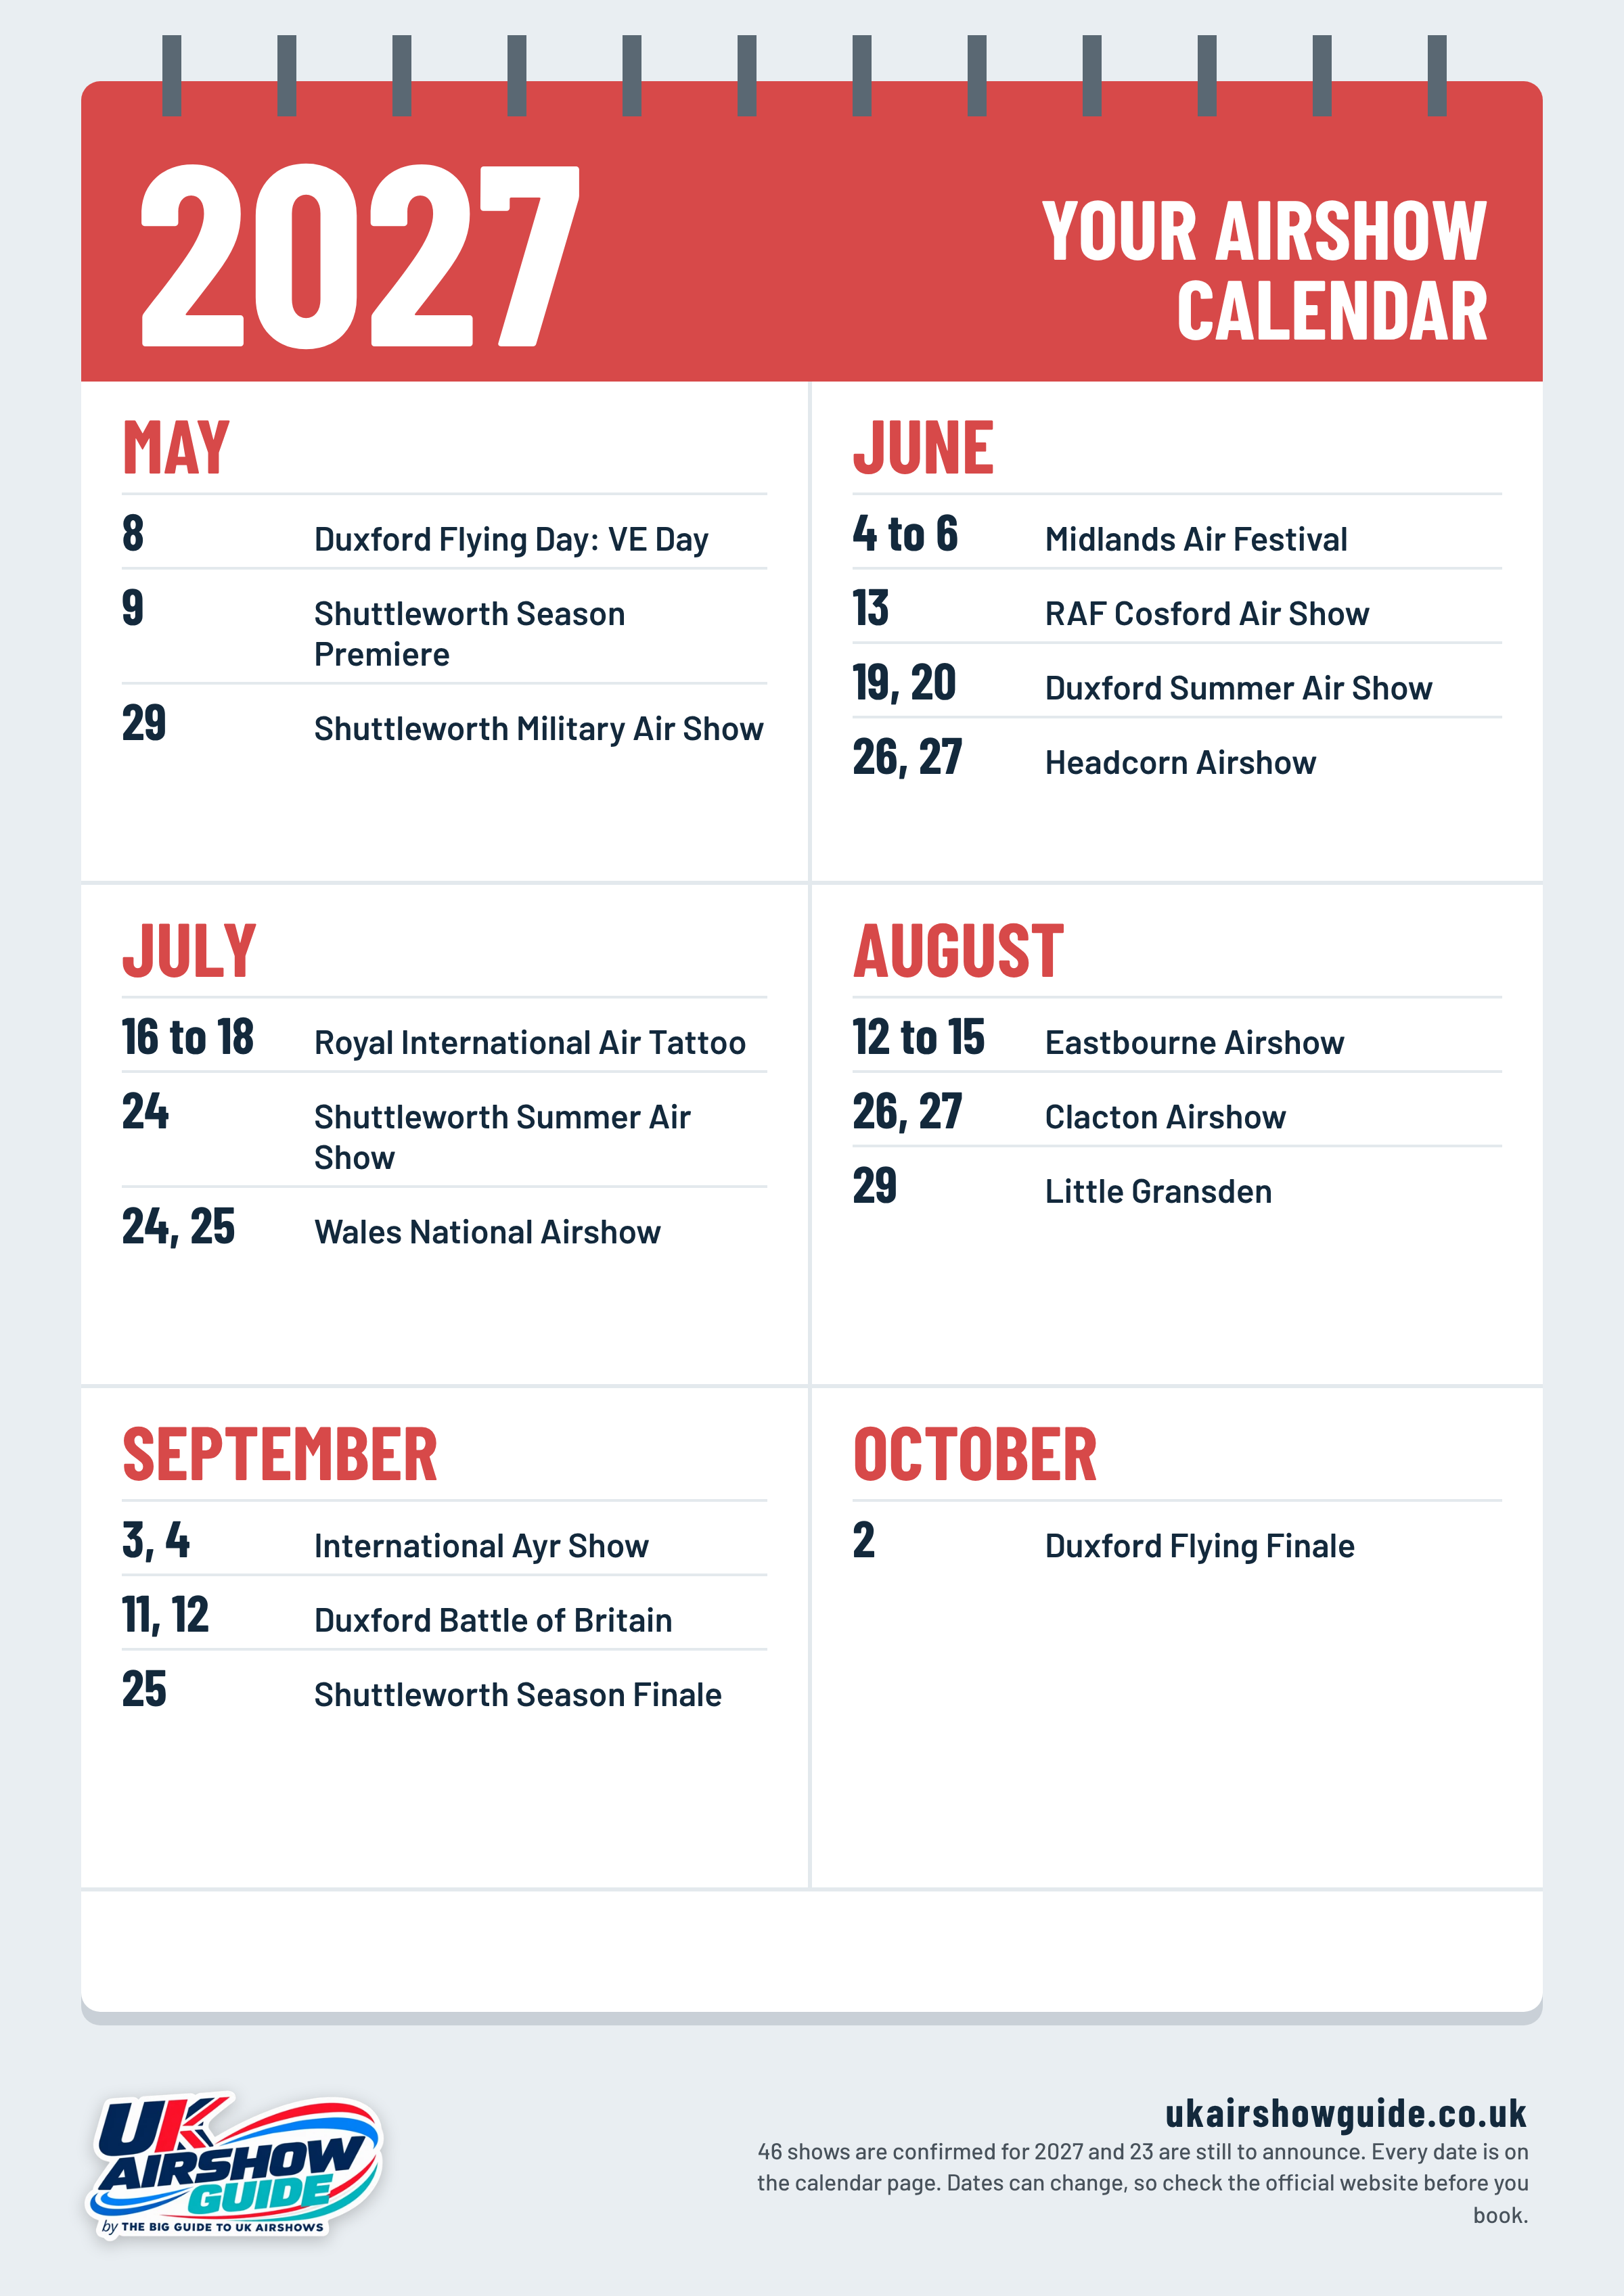 2027
YOUR AIRSHOW
CALENDAR
MAY
8 Duxford Flying Day: VE Day
9 Shuttleworth Season
Premiere
29 Shuttleworth Military Air Show
JUNE
4 to 6 Midlands Air Festival
13 RAF Cosford Air Show
19, 20 Duxford Summer Air Show
26, 27 Headcorn Airshow
JULY
16 to 18 Royal International Air Tattoo
24 Shuttleworth Summer Air
Show
24, 25 Wales National Airshow
AUGUST
12 to 15 Eastbourne Airshow
26, 27 Clacton Airshow
29 Little Gransden
SEPTEMBER
3, 4 International Ayr Show
11, 12 Duxford Battle of Britain
25 Shuttleworth Season Finale
OCTOBER
2 Duxford Flying Finale
UK
AIRSHOW
GUIDE
by THE BIG GUIDE TO UK AIRSHOWS
ukairshowguide.co.uk
46 shows are confirmed for 2027 and 23 are still to announce. Every date is on
the calendar page. Dates can change, so check the official website before you
book.